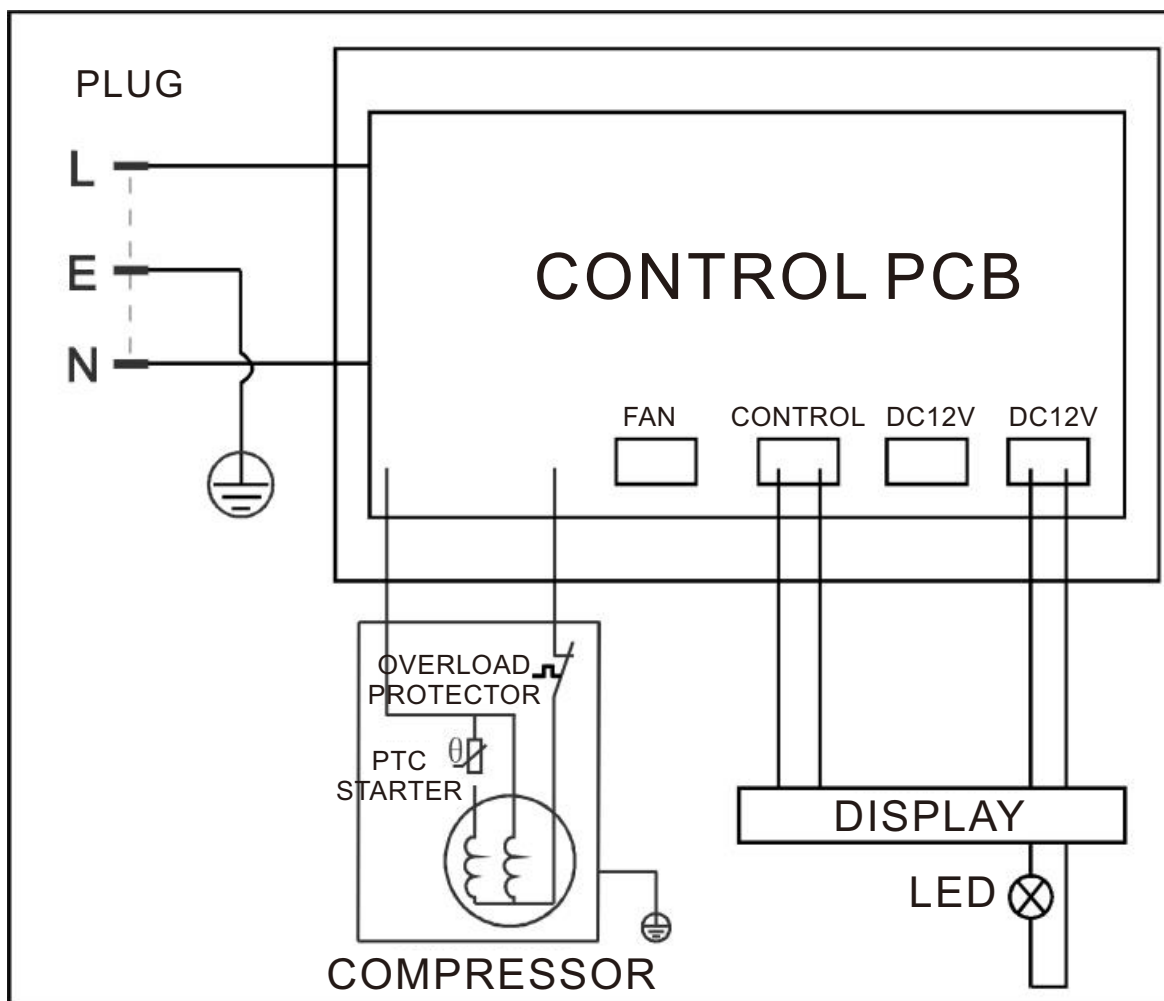 PLUG
L
E
N
CONTROL PCB
FAN
CONTROL
DC12V
DC12V
OVERLOAD
PROTECTOR
θ
PTC
STARTER
DISPLAY
LED
COMPRESSOR